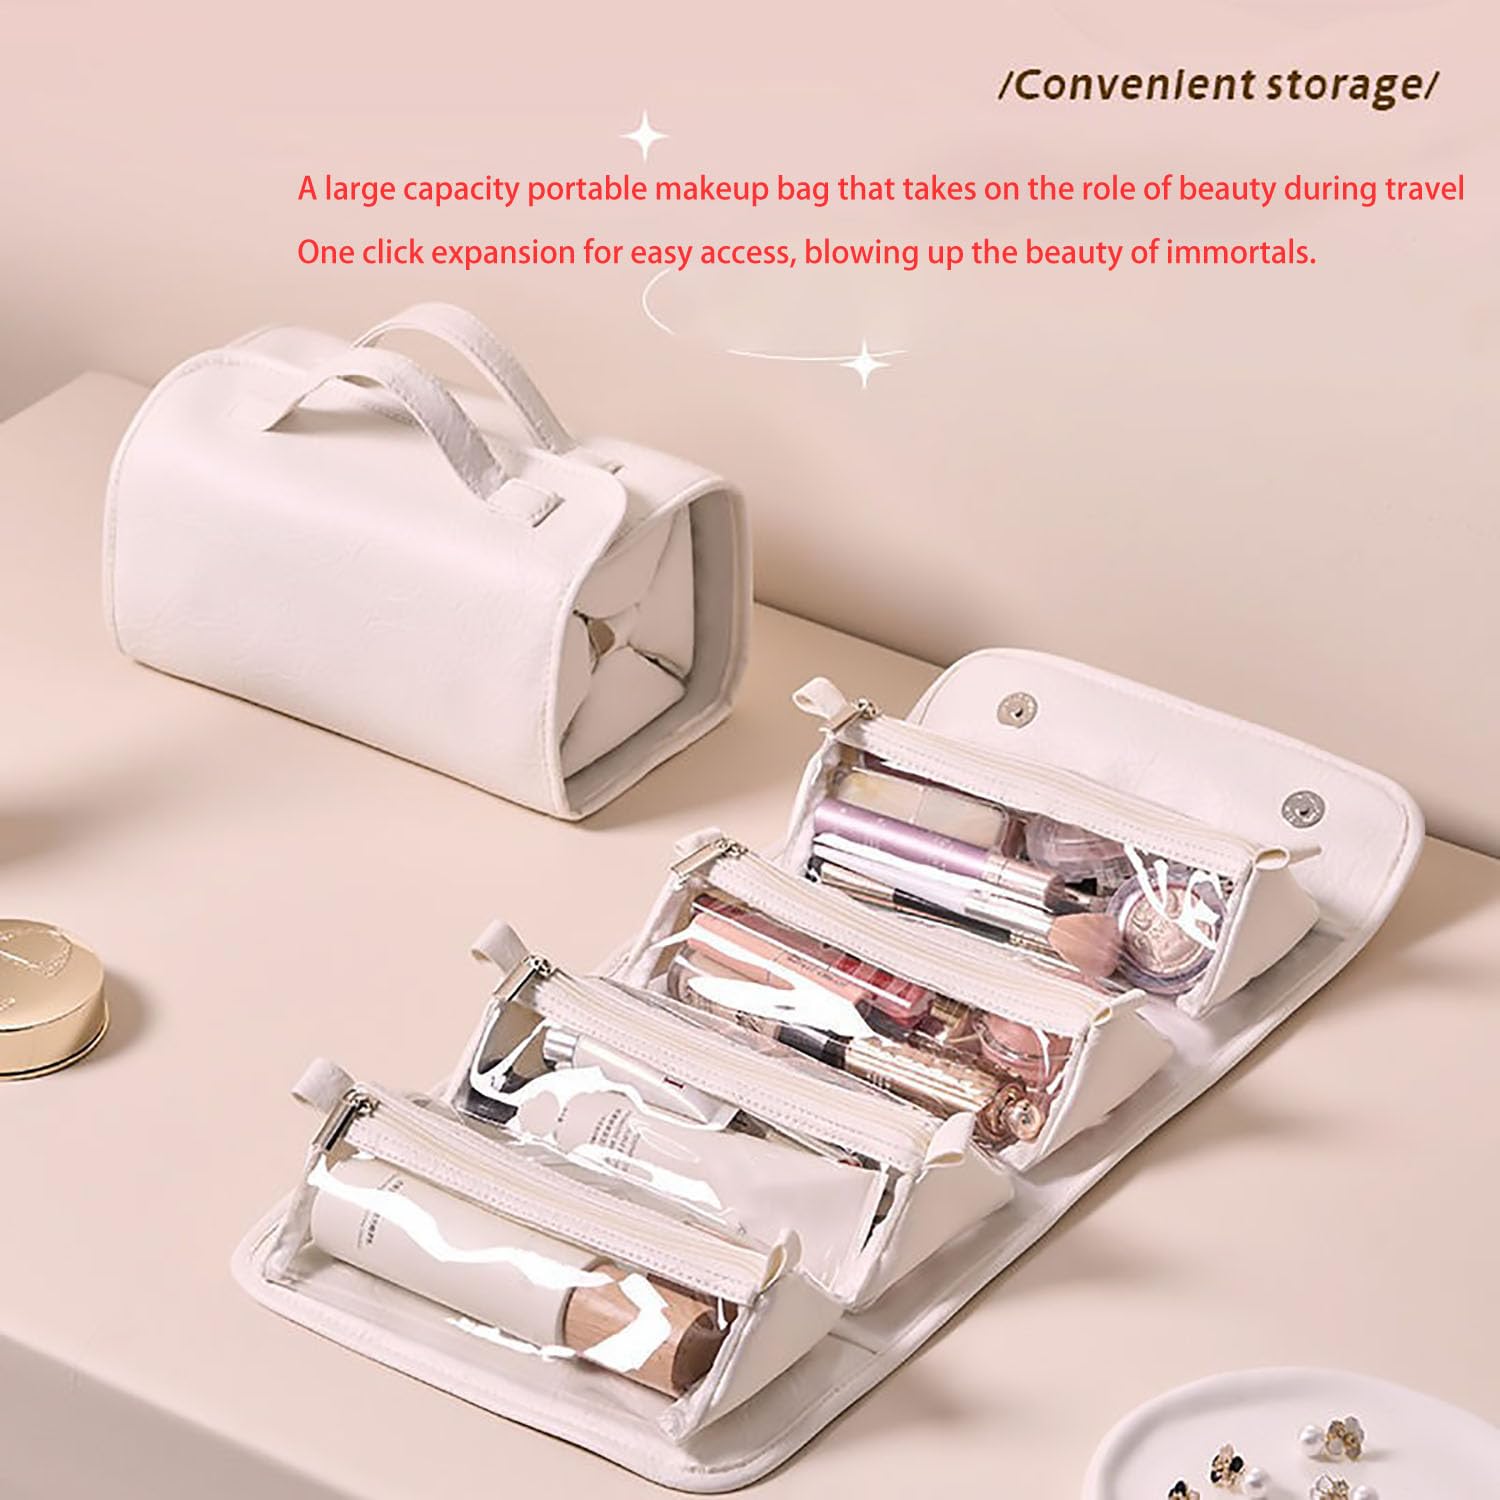 /Convenient storage/
A large capacity portable makeup bag that takes on the role of beauty during travel
One click expansion for easy access, blowing up the beauty of immortals.